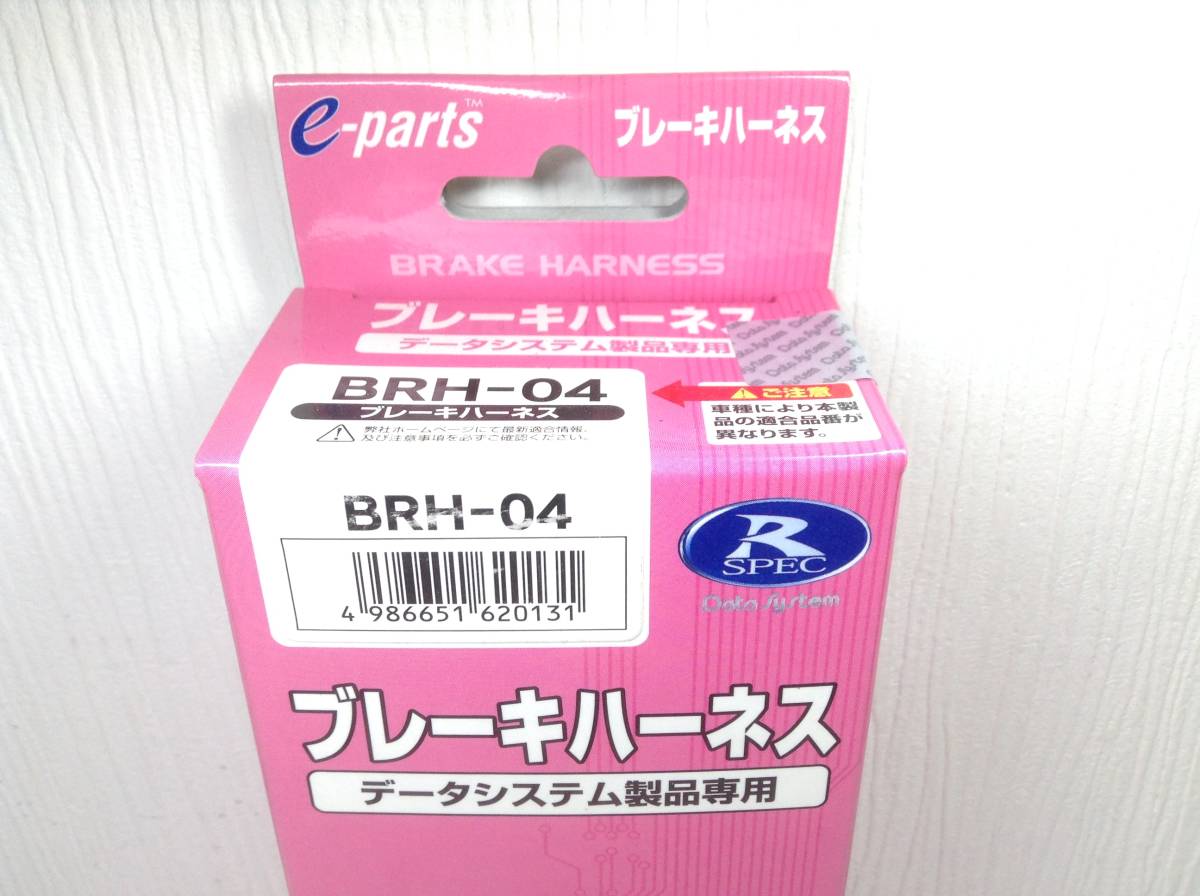 e-parts™
ブレーキハーネス
BRAKE HARNESS
ブレーキハーネス
データシステム製品専用
Data System
BRH-04
ブレーキハーネス
⚠ 弊社ホームページにて最新適合情報、
及び注意事項を必ずご確認ください。
⚠ ご注意
車種により本製
品の適合品番が
異なります。
BRH-04
4 986651 620131
R
SPEC
Data System
ブレーキハーネス
データシステム製品専用